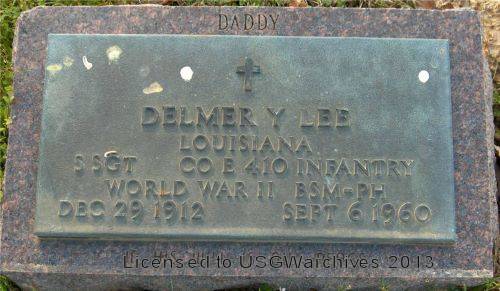 DADDY
DELMER Y LEE
LOUISIANA
S SGT CO E 410 INFANTRY
WORLD WAR II BSM-PH
DEC 29 1912 SEPT 6 1960
Licensed to USGWarchives 2013